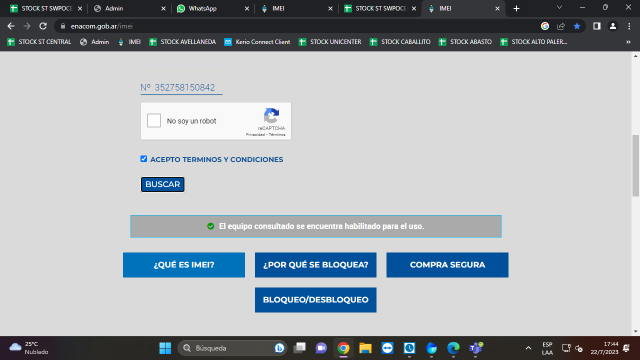 STOCK ST SWPOCE
Admin
WhatsApp
IMEI
STOCK ST SWPOCE
IMEI
enacom.gob.ar/imei
STOCK ST CENTRAL
Admin
IMEI
STOCK AVELLANEDA
Kerio Connect Client
STOCK UNICENTER
STOCK CABALLITO
STOCK ABASTO
STOCK ALTO PALER...
Nº 352758150842
No soy un robot
reCAPTCHA
Privacidad - Términos
ACEPTO TERMINOS Y CONDICIONES
BUSCAR
El equipo consultado se encuentra habilitado para el uso.
¿QUÉ ES IMEI?
¿POR QUÉ SE BLOQUEA?
COMPRA SEGURA
BLOQUEO/DESBLOQUEO
25°C
Nublado
Búsqueda
ESP
LAA
17:44
22/7/2023